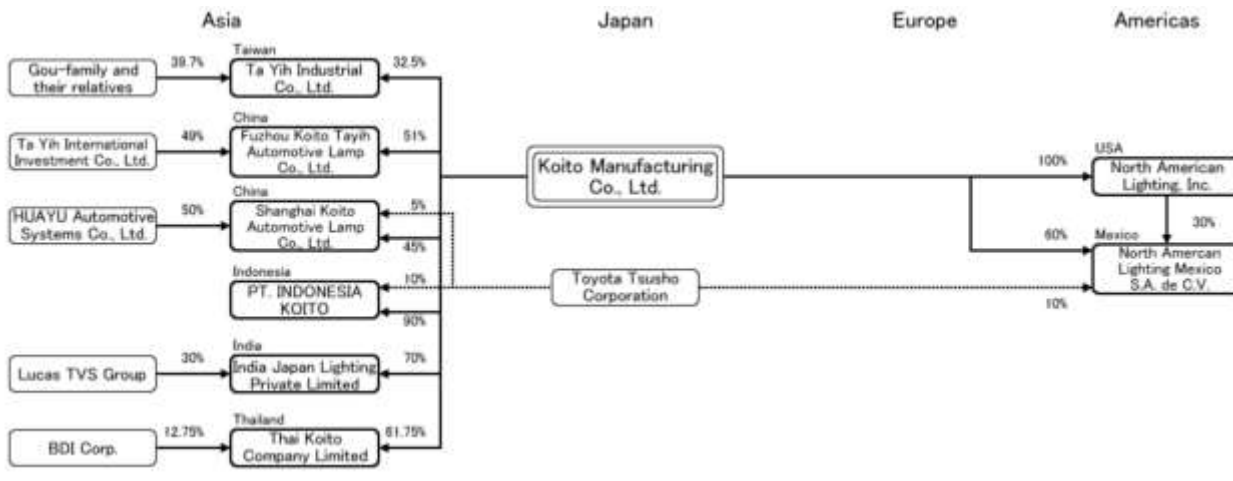 Asia
Japan
Europe
Americas
Gou-family and
their relatives
39.7%
Taiwan
Ta Yih Industrial
Co., Ltd.
32.5%
Ta Yih International
Investment Co., Ltd.
49%
China
Fuzhou Koito Tayih
Automotive Lamp
Co., Ltd.
51%
HUAYU Automotive
Systems Co., Ltd.
50%
China
Shanghai Koito
Automotive Lamp
Co., Ltd.
5%
45%
Indonesia
PT. INDONESIA
KOITO
10%
90%
Lucas TVS Group
30%
India
India Japan Lighting
Private Limited
70%
BDI Corp.
12.75%
Thailand
Thai Koito
Company Limited
61.75%
Koito Manufacturing
Co., Ltd.
Toyota Tsusho
Corporation
100%
USA
North American
Lighting, Inc.
30%
60%
Mexico
North Amercan
Lighting Mexico
S.A. de C.V.
10%